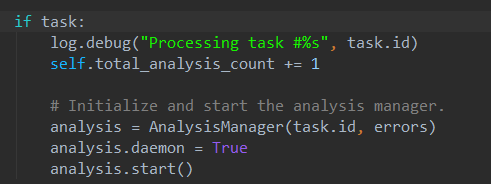 if task:
    log.debug("Processing task #%s", task.id)
    self.total_analysis_count += 1

    # Initialize and start the analysis manager.
    analysis = AnalysisManager(task.id, errors)
    analysis.daemon = True
    analysis.start()